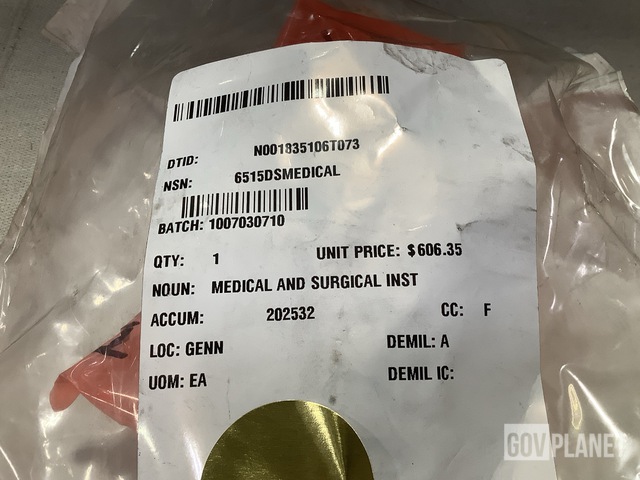 DTID: N001835106T073
NSN: 6515DSMEDICAL
BATCH: 1007030710
QTY: 1 UNIT PRICE: $606.35
NOUN: MEDICAL AND SURGICAL INST
ACCUM: 202532 CC: F
LOC: GENN DEMIL: A
UOM: EA DEMIL IC:
GOVPLANET